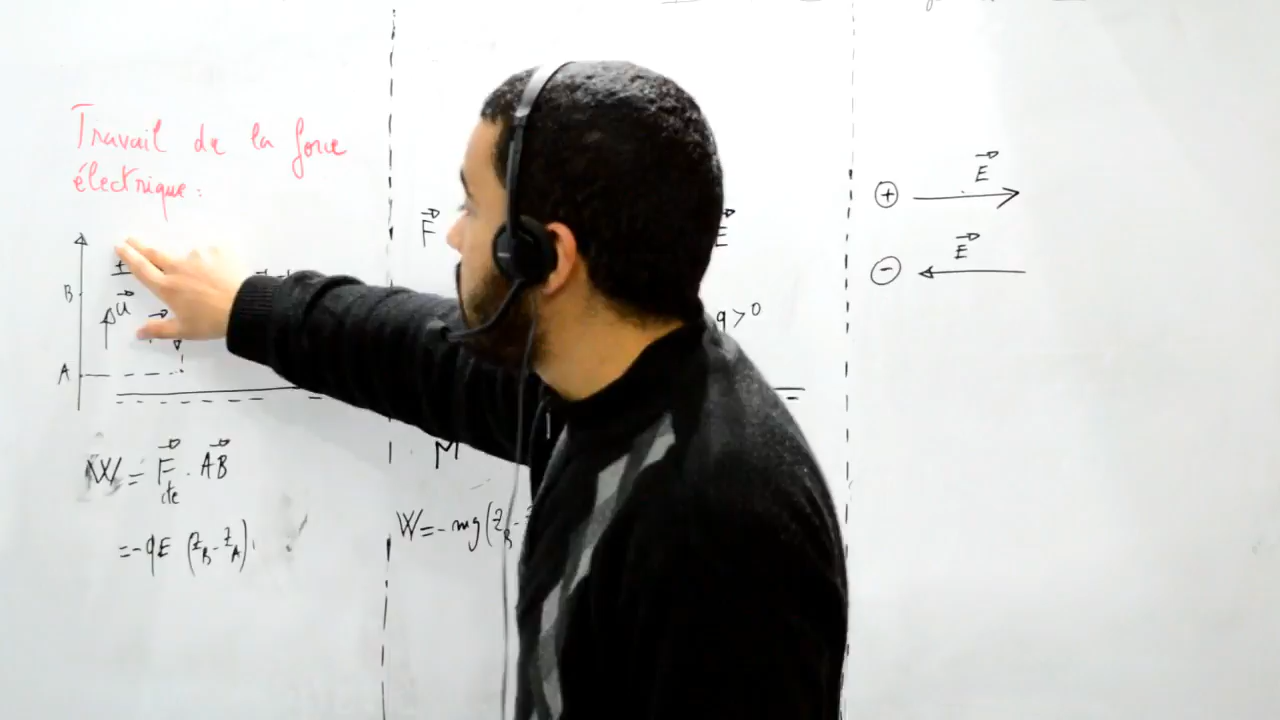 Travail de la force
électrique :
B
u⃗
A
W = F⃗ . AB⃗
cte
= -qE (z_B - z_A)
F⃗
E⃗
q > 0
M
W = -mg(z_B -
+ E⃗
- E⃗